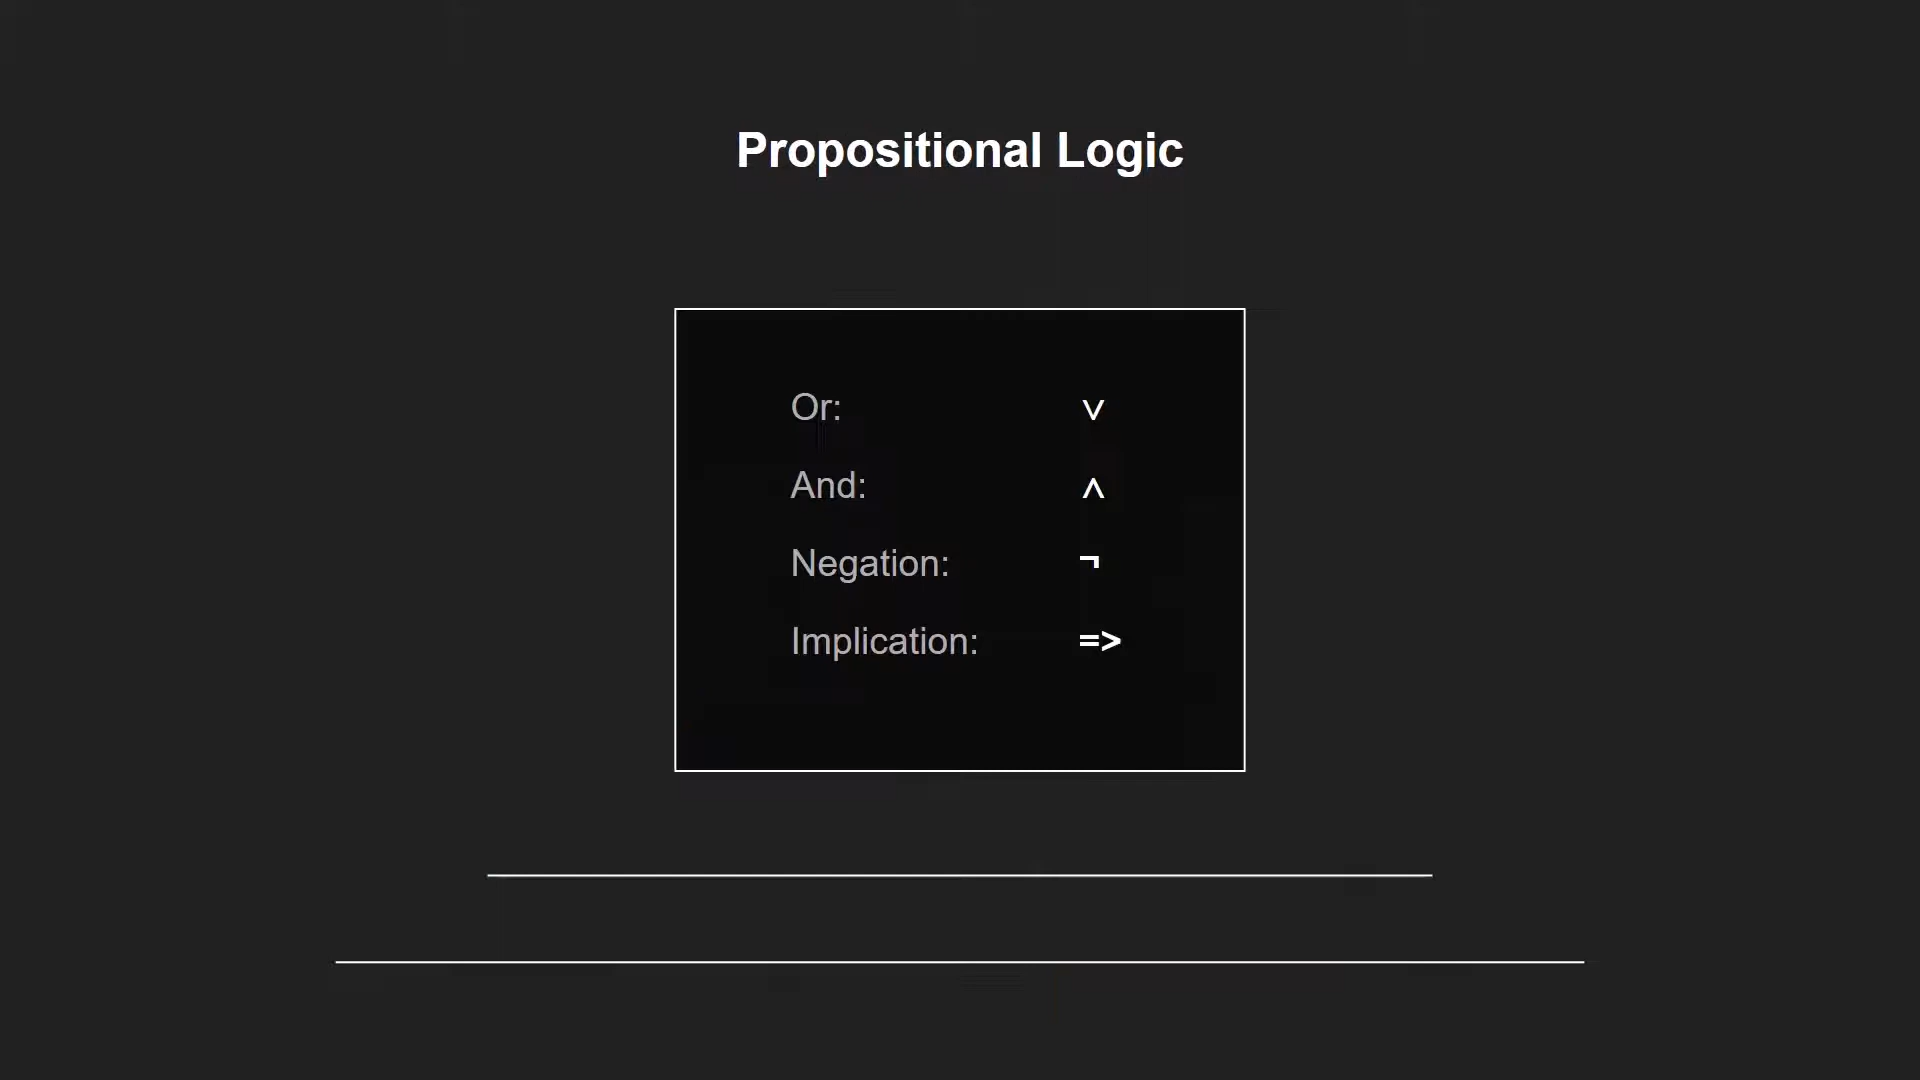 Propositional Logic
Or: ∨
And: ∧
Negation: ¬
Implication: =>